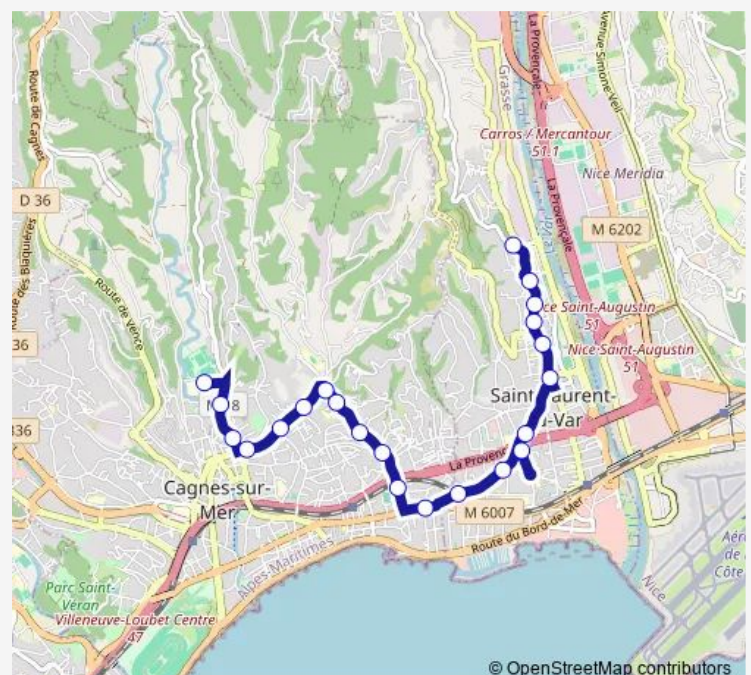 Route de Cagnes
La Provençale
Avenue Simone Veil
Grasse
Carros / Mercantour
51.1
Nice Meridia
D 36
La Provençale
M 6202
Route de Vence
Nice Saint-Augustin
51
Nice Saint-Augustin
51
36
36
Saint-Laurent-
du-Var
La Provençale
Cagnes-sur-
Mer
M 6007
Route du Bord-de-Mer
Alpes-Maritimes
Nice
Parc Saint-
Véran
Villeneuve-Loubet Centre
47
Côte
© OpenStreetMap contributors